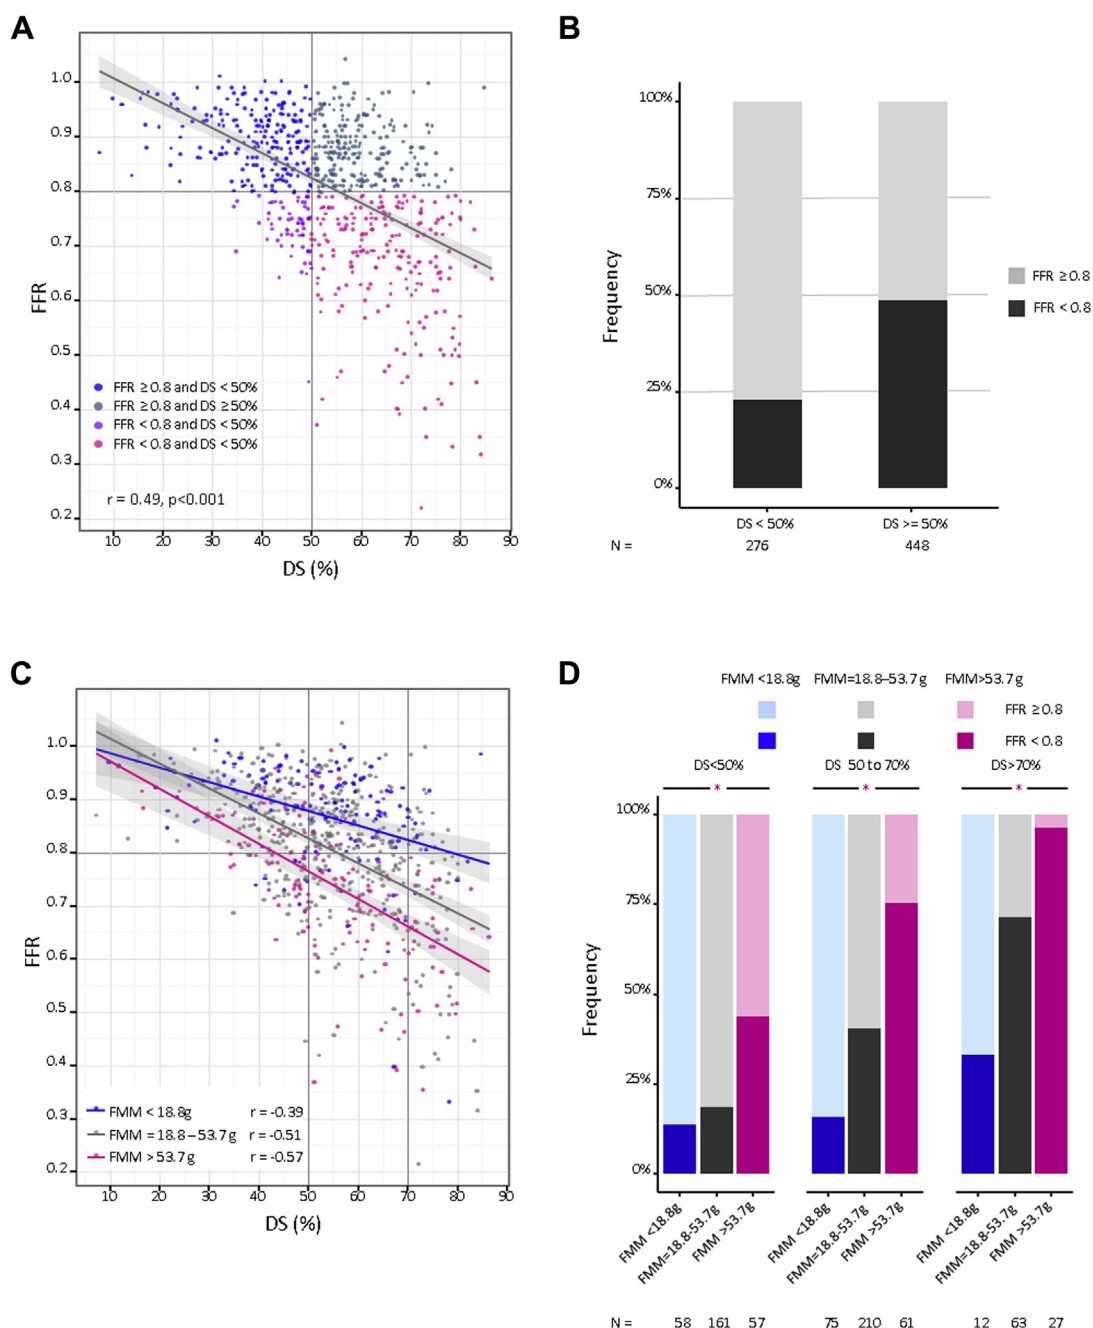 A
1.0
0.9
0.8
0.7
0.6
0.5
0.4
0.3
0.2
FFR
FFR ≥ 0.8 and DS < 50%
FFR ≥ 0.8 and DS ≥ 50%
FFR < 0.8 and DS < 50%
FFR < 0.8 and DS < 50%
r = 0.49, p<0.001
10 20 30 40 50 60 70 80 90
DS (%)
B
100%
75%
50%
25%
0%
Frequency
FFR ≥ 0.8
FFR < 0.8
DS < 50% DS >= 50%
N = 276 448
C
1.0
0.9
0.8
0.7
0.6
0.5
0.4
0.3
0.2
FFR
FMM < 18.8g r = -0.39
FMM = 18.8 – 53.7g r = -0.51
FMM > 53.7g r = -0.57
10 20 30 40 50 60 70 80 90
DS (%)
D
FMM <18.8g FMM=18.8–53.7g FMM>53.7g
FFR ≥ 0.8
FFR < 0.8
DS<50% DS 50 to 70% DS>70%
* * *
100%
75%
50%
25%
0%
Frequency
FMM <18.8g FMM=18.8-53.7g FMM >53.7g FMM <18.8g FMM=18.8-53.7g FMM >53.7g FMM <18.8g FMM=18.8-53.7g FMM >53.7g
N = 58 161 57 75 210 61 12 63 27